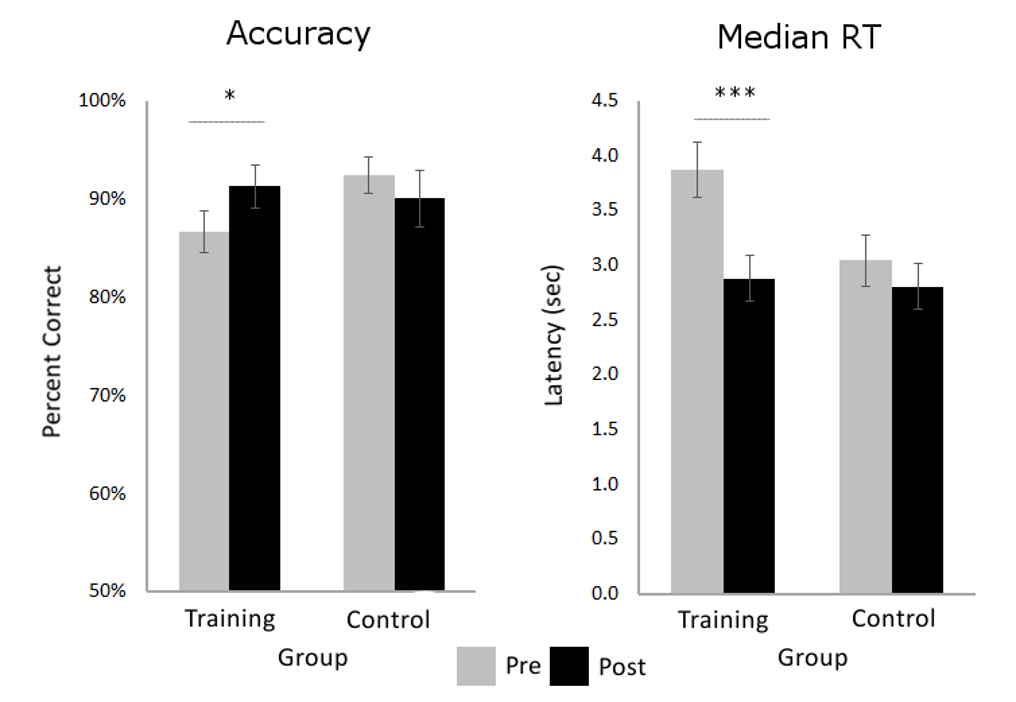 Accuracy
*
100%
90%
80%
70%
60%
50%
Percent Correct
Training Control
Group
Median RT
***
4.5
4.0
3.5
3.0
2.5
2.0
1.5
1.0
0.5
0.0
Latency (sec)
Training Control
Group
Pre Post